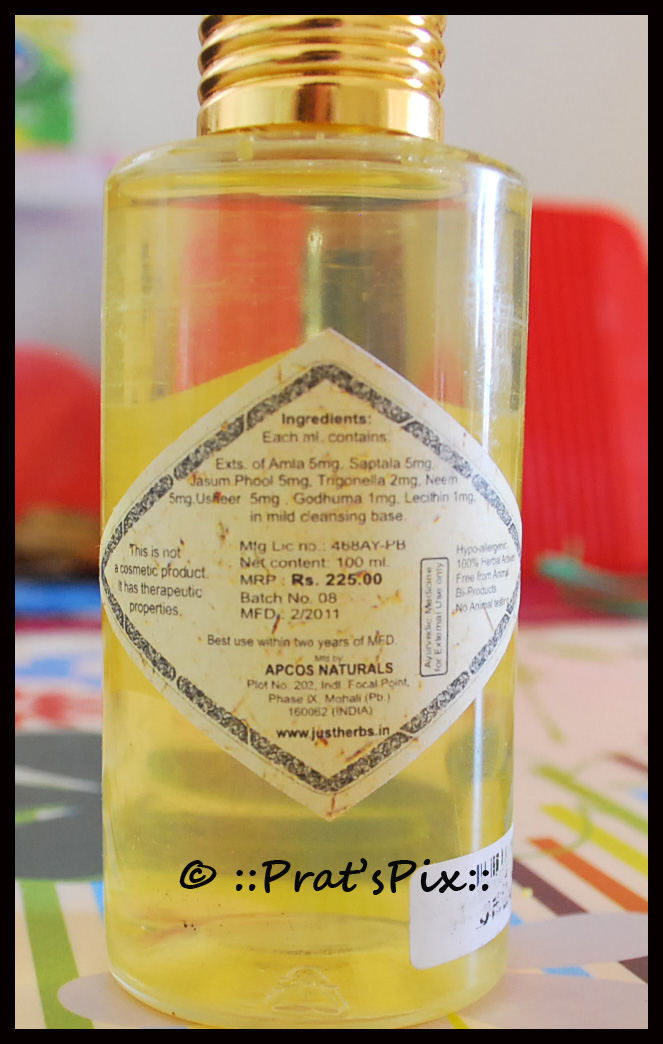 Ingredients:
Each ml. contains:
Exts. of Amla 5mg. Saptala 5mg.
Jasum Phool 5mg, Trigonella 2mg, Neem
5mg.Usheer 5mg . Godhuma 1mg, Lecithin 1mg,
in mild cleansing base.
This is not
a cosmetic product.
It has therapeutic
properties.
Mfg Lic no.: 468AY-PB
Net content: 100 ml.
MRP : Rs. 225.00
Batch No. 08
MFD.: 2/2011
Ayurvedic Medicine
for External Use only
Hypo-allergenic
100% Herbal
Free from Animal
Bi-Products
No Animal
Best use within two years of MFD.
Mfg by
APCOS NATURALS
Plot No. 202, Indl. Focal Point,
Phase IX, Mohali (Pb.)
160062 (INDIA)
www.justherbs.in
© ::Prat'sPix::